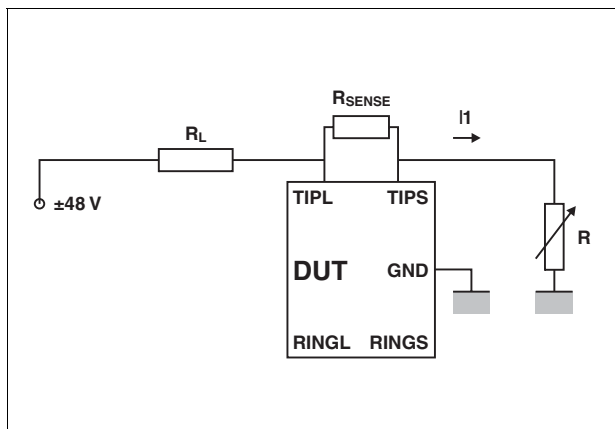 RSENSE
I1
RL
±48 V
TIPL TIPS
DUT GND
R
RINGL RINGS